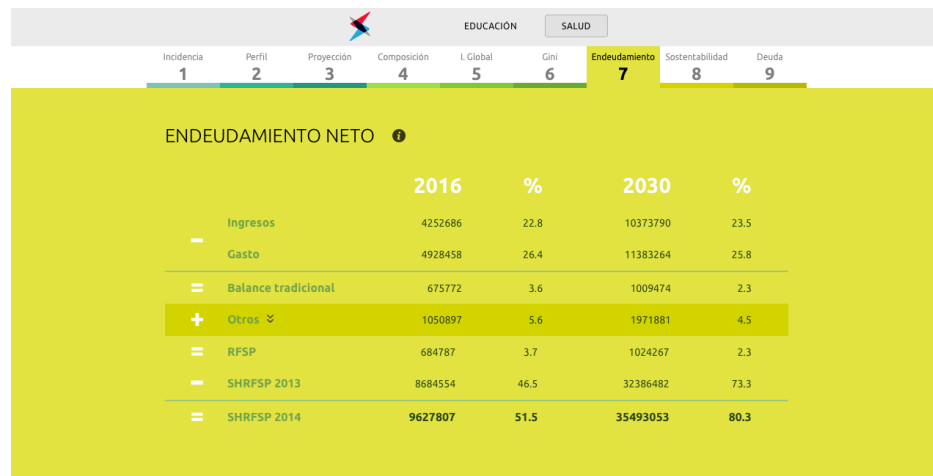 EDUCACIÓN SALUD
Incidencia Perfil Proyección Composición I. Global Gini Endeudamiento Sostentabilidad Deuda
1 2 3 4 5 6 7 8 9
ENDEUDAMIENTO NETO i
2016 % 2030 %
Ingresos 4252686 22.8 10373790 23.5
-
Gasto 4928458 26.4 11383264 25.8
= Balance tradicional 675772 3.6 1009474 2.3
+ Otros 1050897 5.6 1971881 4.5
= RFSP 684787 3.7 1024267 2.3
- SHRFSP 2013 8684554 46.5 32386482 73.3
= SHRFSP 2014 9627807 51.5 35493053 80.3